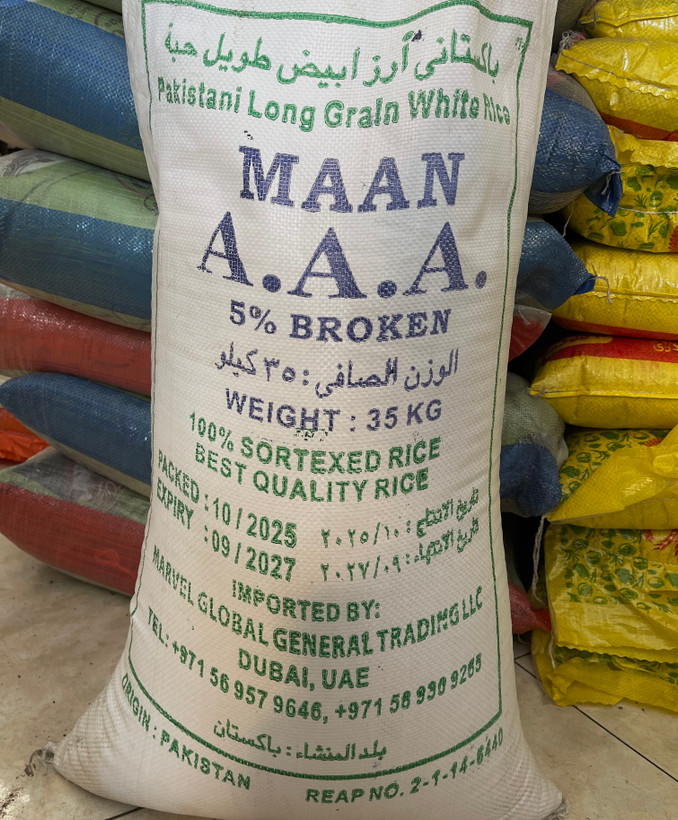 باكستاني أرز ابيض طويل حبة
Pakistani Long Grain White Rice
MAAN
A.A.A.
5% BROKEN
الوزن الصافي : ٣٥ كيلو
WEIGHT : 35 KG
100% SORTEXED RICE
BEST QUALITY RICE
PACKED : 10 / 2025 تاريخ الانتاج : ٢٠٢٥/١٠
EXPIRY : 09 / 2027 تاريخ الانتهاء : ٢٠٢٧/٠٩
IMPORTED BY:
MARVEL GLOBAL GENERAL TRADING LLC
DUBAI, UAE
TEL: +971 56 957 9646, +971 56 930 9265
بلد المنشاء : باكستان
ORIGIN : PAKISTAN
REAP NO. 2-1-14-6440